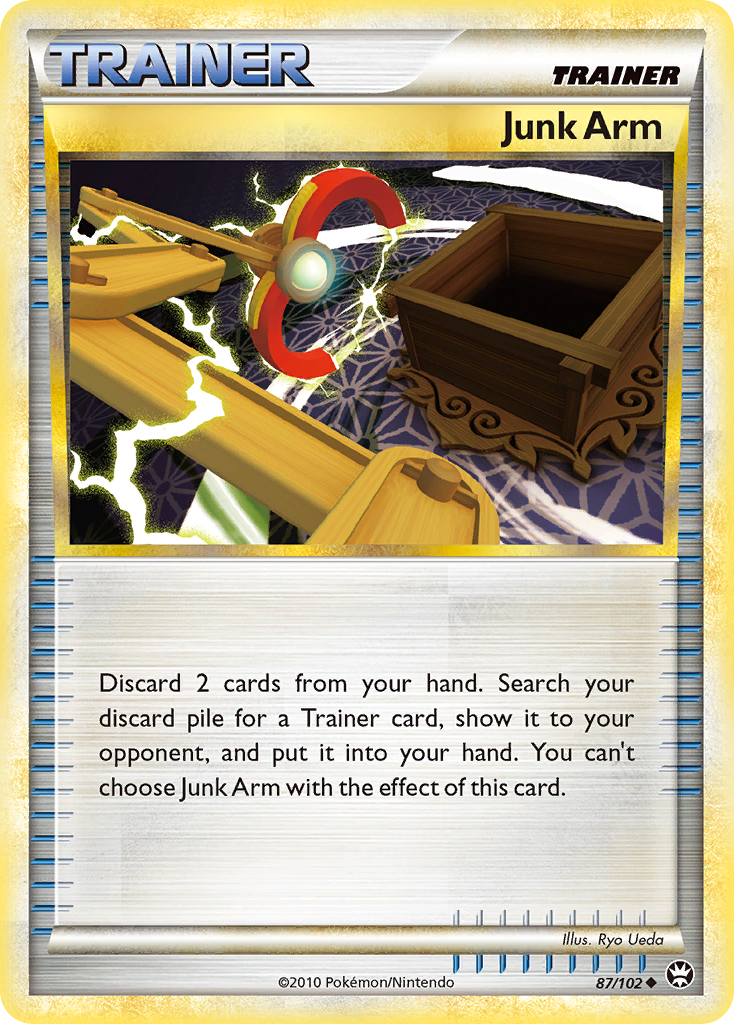 TRAINER
TRAINER
Junk Arm
Discard 2 cards from your hand. Search your
discard pile for a Trainer card, show it to your
opponent, and put it into your hand. You can't
choose Junk Arm with the effect of this card.
Illus. Ryo Ueda
©2010 Pokémon/Nintendo
87/102